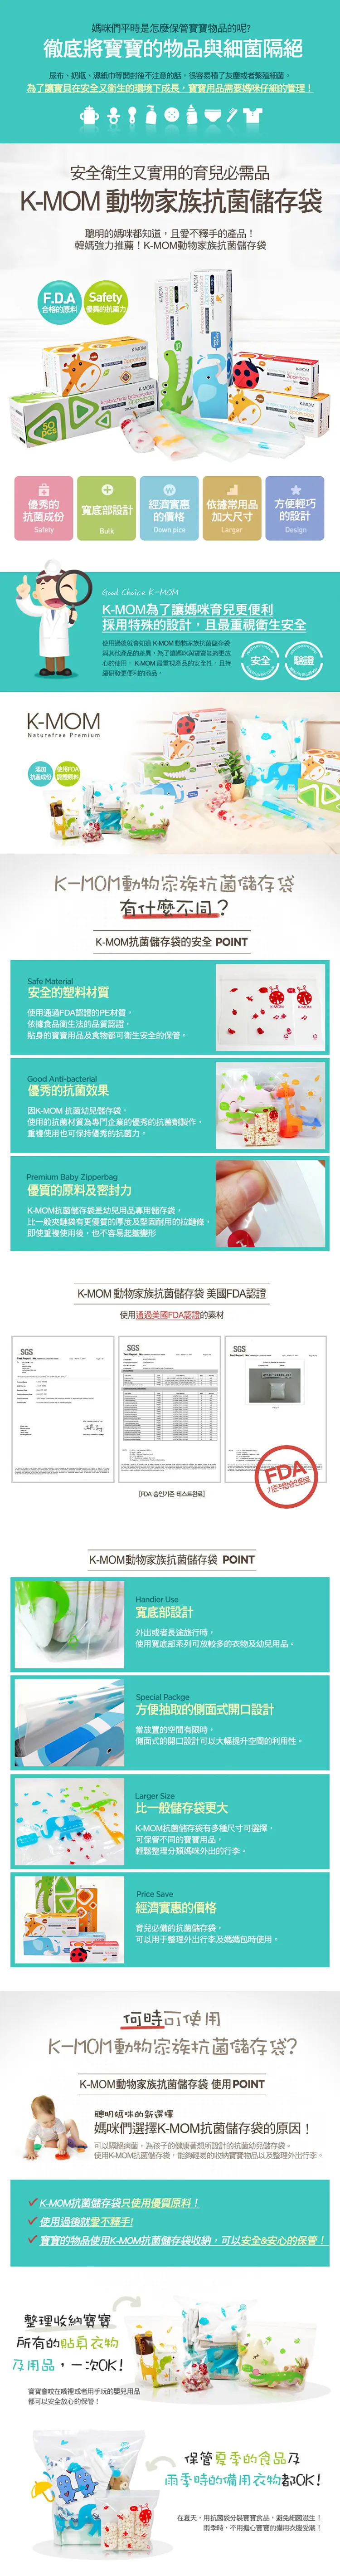 媽咪們平時是怎麼保管寶寶物品的呢?
徹底將寶寶的物品與細菌隔絕
尿布、奶瓶、濕紙巾等開封後不注意的話，很容易積了灰塵或者繁殖細菌。
為了讓寶貝在安全又衛生的環境下成長，寶寶用品需要媽咪仔細的管理！
安全衛生又實用的育兒必需品
K-MOM 動物家族抗菌儲存袋
聰明的媽咪都知道，且愛不釋手的產品！
韓媽強力推薦！K-MOM動物家族抗菌儲存袋
F.D.A
合格的原料
Safety
優異的抗菌力
50
PCS
優秀的
抗菌成份
Safety
寬底部設計
Bulk
經濟實惠
的價格
Down pice
依據常用品
加大尺寸
Larger
方便輕巧
的設計
Design
Good Choice K-MOM
K-MOM為了讓媽咪育兒更便利
採用特殊的設計，且最重視衛生安全
使用過後就會知道 K-MOM 動物家族抗菌儲存袋
與其他產品的差異，為了讓媽咪與寶寶能夠更放
心的使用， K-MOM 是重視產品的安全性，且持
續研發更便利的商品。
安全
驗證
K-MOM
Naturefree Premium
添加
抗菌成份
使用FDA
認證原料
K-MOM動物家族抗菌儲存袋
有什麼不同？
K-MOM抗菌儲存袋的安全 POINT
Safe Material
安全的塑料材質
使用通過FDA認證的PE材質，
依據食品衛生法的品質認證，
貼身的寶寶用品及食物都可衛生安全的保管。
Good Anti-bacterial
優秀的抗菌效果
因K-MOM 抗菌幼兒儲存袋，
使用的抗菌材質為專門企業的優秀的抗菌劑製作，
重複使用也可保持優秀的抗菌力。
Premium Baby Zipperbag
優質的原料及密封力
K-MOM抗菌儲存袋是幼兒用品專用儲存袋，
比一般夾鏈袋有更優質的厚度及堅固耐用的拉鏈條，
即使重複使用後，也不容易起皺變形
K-MOM 動物家族抗菌儲存袋 美國FDA認證
使用通過美國FDA認證的素材
SGS
SGS
SGS
FDA
[FDA 승인기준 테스트완료]
K-MOM動物家族抗菌儲存袋 POINT
Handier Use
寬底部設計
外出或者長途旅行時，
使用寬底部系列可放較多的衣物及幼兒用品。
Special Packge
方便抽取的側面式開口設計
當放置的空間有限時，
側面式的開口設計可以大幅提升空間的利用性。
Larger Size
比一般儲存袋更大
K-MOM抗菌儲存袋有多種尺寸可選擇，
可保管不同的寶寶用品，
輕鬆整理分類媽咪外出的行李。
Price Save
經濟實惠的價格
育兒必備的抗菌儲存袋，
可以用于整理外出行李及媽媽包時使用。
何時可使用
K-MOM動物家族抗菌儲存袋?
K-MOM動物家族抗菌儲存袋 使用POINT
聰明媽咪的新選擇
媽咪們選擇K-MOM抗菌儲存袋的原因！
可以隔絕病菌，為孩子的健康著想所設計的抗菌幼兒儲存袋。
使用K-MOM抗菌儲存袋，能夠輕易的收納寶寶物品以及整理外出行李。
K-MOM抗菌儲存袋只使用優質原料！
使用過後就愛不釋手!
寶寶的物品使用K-MOM抗菌儲存袋收納，可以安全&安心的保管！
整理收納寶寶
所有的貼身衣物
及用品，一次OK！
寶寶會咬在嘴裡或者用手玩的嬰兒用品
都可以安全放心的保管！
保管夏季的食品及
雨季時的備用衣物都OK！
在夏天，用抗菌袋分裝寶寶食品，避免細菌滋生！
雨季時，不用擔心寶寶的備用衣服受潮！